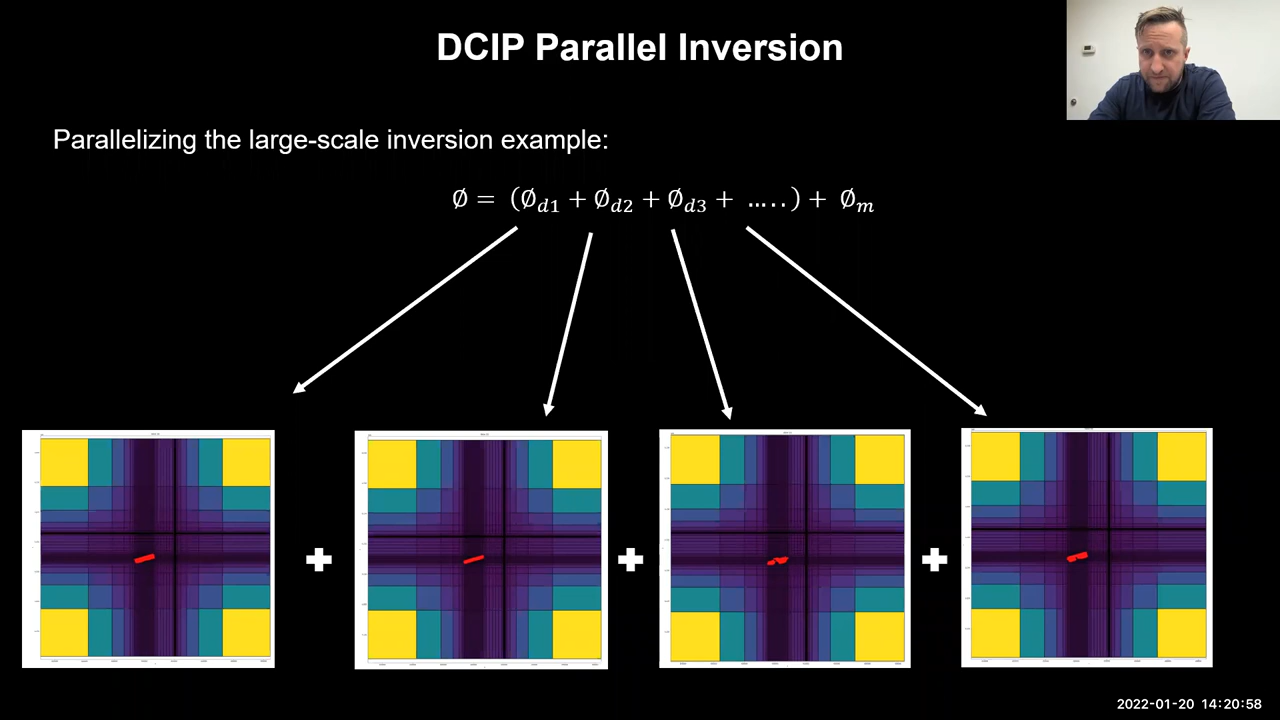 DCIP Parallel Inversion
Parallelizing the large-scale inversion example:
∅ = (∅d1 + ∅d2 + ∅d3 + .....) + ∅m
2022-01-20 14:20:58